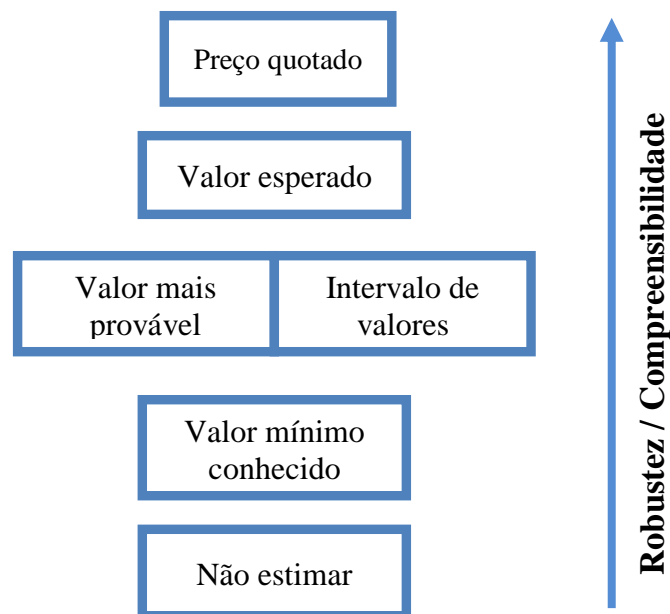 Preço quotado
Valor esperado
Valor mais
provável
Intervalo de
valores
Valor mínimo
conhecido
Não estimar
Robustez / Compreensibilidade